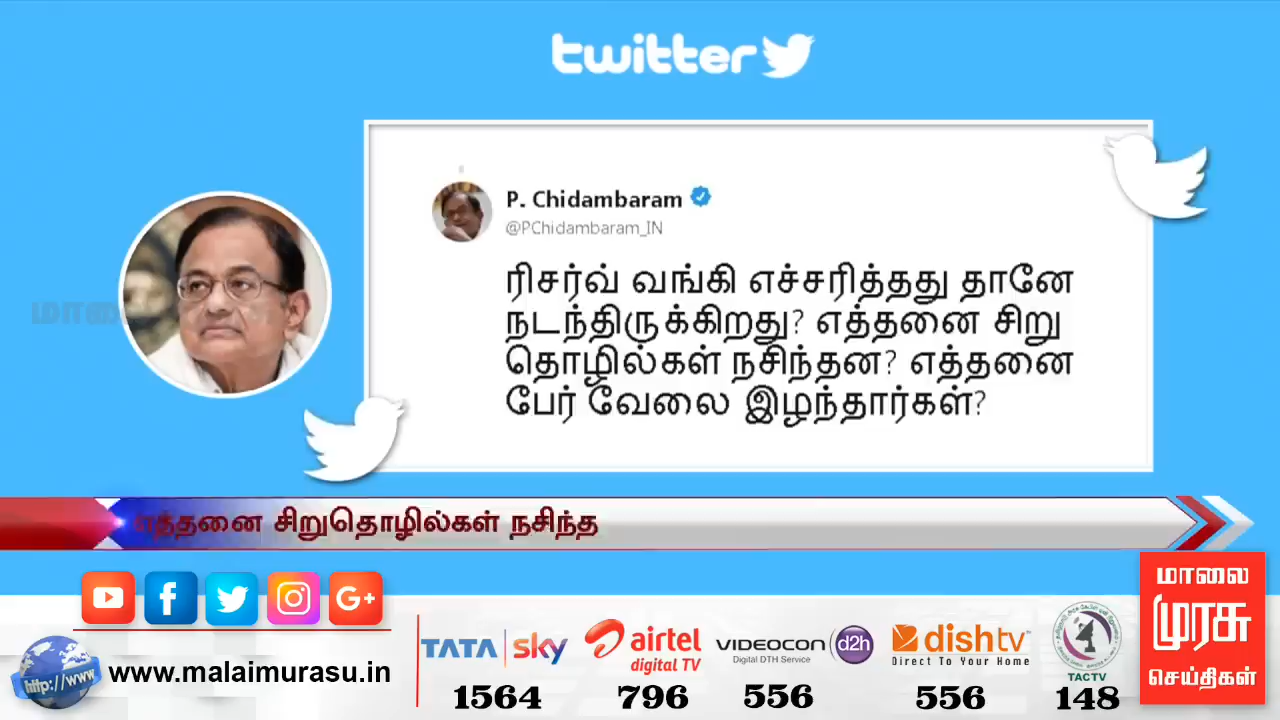 twitter
P. Chidambaram
@PChidambaram_IN
ரிசர்வ் வங்கி எச்சரித்தது தானே
நடந்திருக்கிறது? எத்தனை சிறு
தொழில்கள் நசிந்தன? எத்தனை
பேர் வேலை இழந்தார்கள்?
மாலை
எத்தனை சிறுதொழில்கள் நசிந்த
G+
http://www
www.malaimurasu.in
TATA sky
1564
airtel
digital TV
796
VIDEOCON d2h
Digital DTH Service
556
dishtv
Direct To Your Home
556
TACTV
148
மாலை
முரசு
செய்திகள்